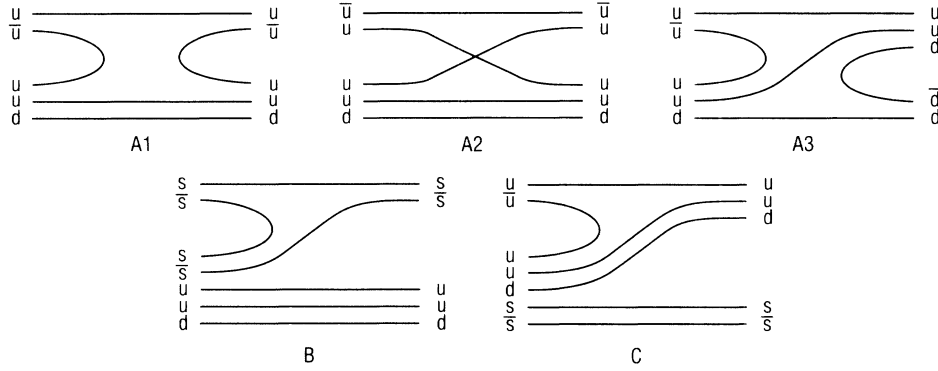 u u u̅ u̅ u u
u̅ u̅ u u u̅ u
d
u u u u u
u u u u u d̅
d d d d d d
A1 A2 A3
s s u u
s̅ s̅ u̅ u
d
s u
s̅ u
u u d
u u s s
d d s̅ s̅
B C